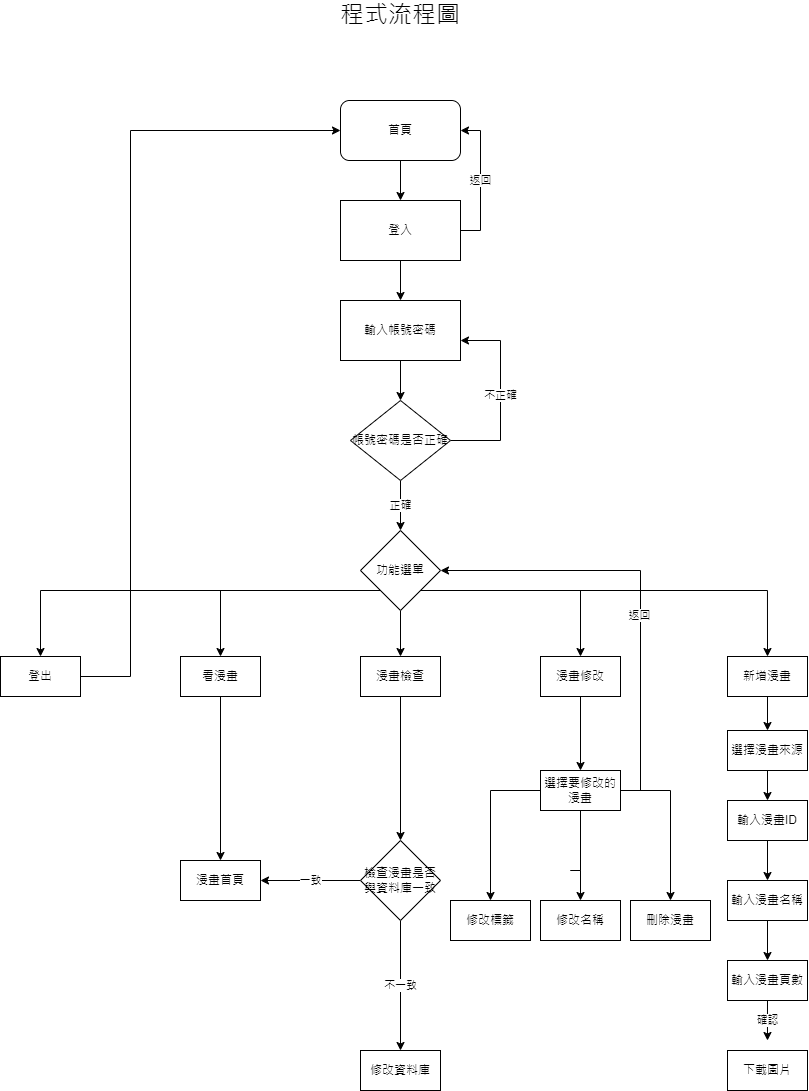 程式流程圖
首頁
返回
登入
輸入帳號密碼
不正確
帳號密碼是否正確
正確
功能選單
返回
登出
看漫畫
漫畫檢查
漫畫修改
新增漫畫
選擇漫畫來源
選擇要修改的
漫畫
輸入漫畫ID
檢查漫畫是否
與資料庫一致
一致
漫畫首頁
輸入漫畫名稱
修改標籤
修改名稱
刪除漫畫
不一致
輸入漫畫頁數
確認
修改資料庫
下載圖片